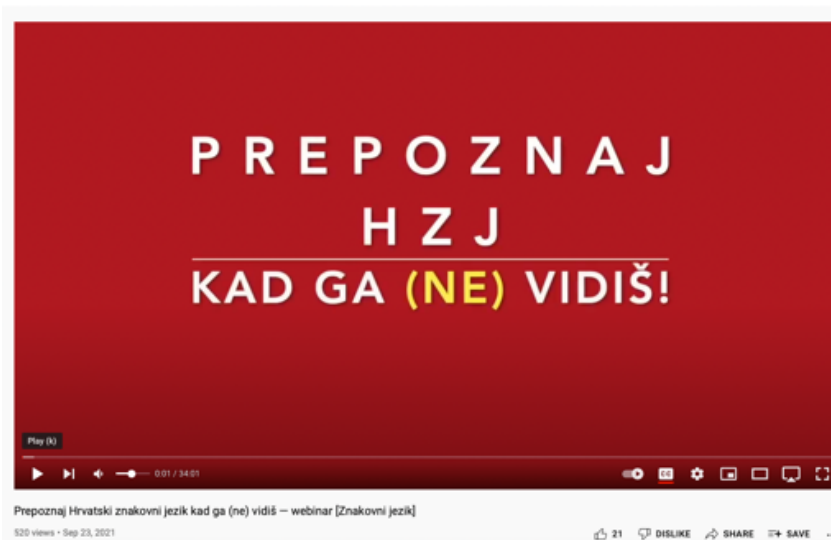 PREPOZNAJ
HZJ
KAD GA (NE) VIDIŠ!
Play (k)
0:01 / 34:01
CC
Prepoznaj Hrvatski znakovni jezik kad ga (ne) vidiš — webinar [Znakovni jezik]
520 views • Sep 23, 2021
21 DISLIKE SHARE SAVE